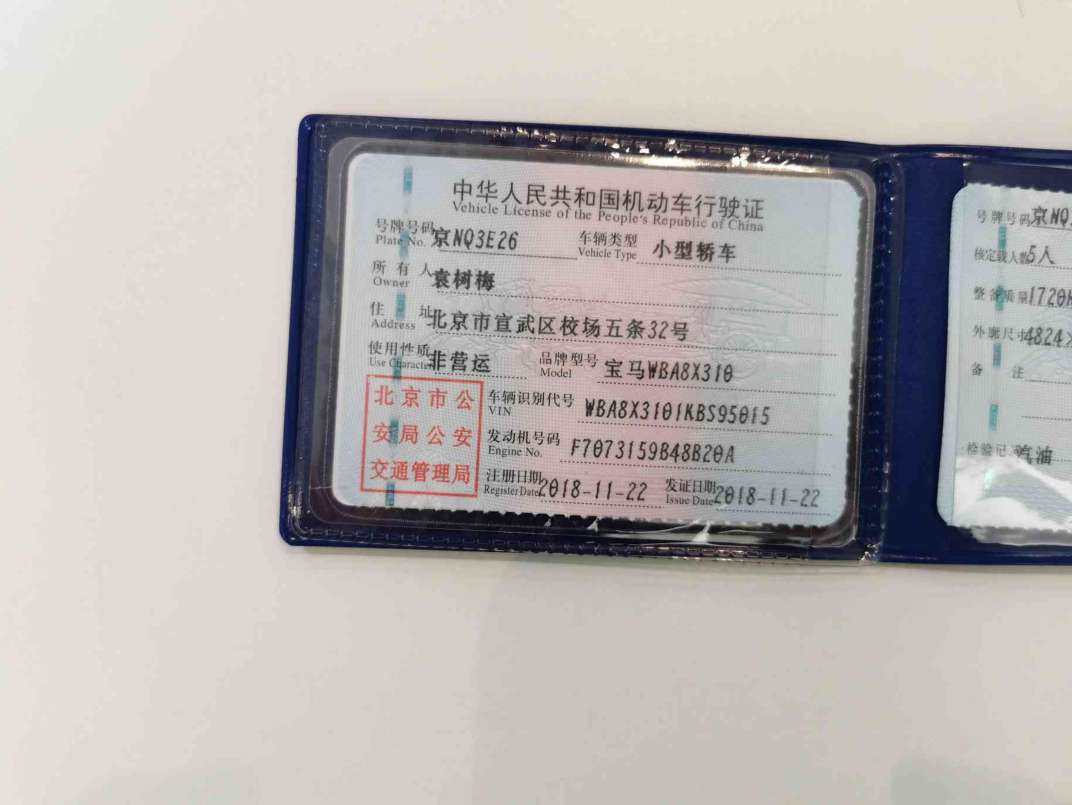 中华人民共和国机动车行驶证
Vehicle License of the People's Republic of China
号牌号码 京NQ3E26 车辆类型 小型轿车
Plate No. Vehicle Type
所有人 袁树梅
Owner
住址 北京市宣武区校场五条32号
Address
使用性质 非营运 品牌型号 宝马WBA8X310
Use Character Model
北京市公
安局公安
交通管理局
车辆识别代号 WBA8X3101KBS95015
VIN
发动机号码 F7073159B48B20A
Engine No.
注册日期 2018-11-22 发证日期 2018-11-22
Register Date Issue Date
号牌号码 京NQ
核定载人数 5人
整备质量 1720
外廓尺寸 4824×
备注
检验记 汽油